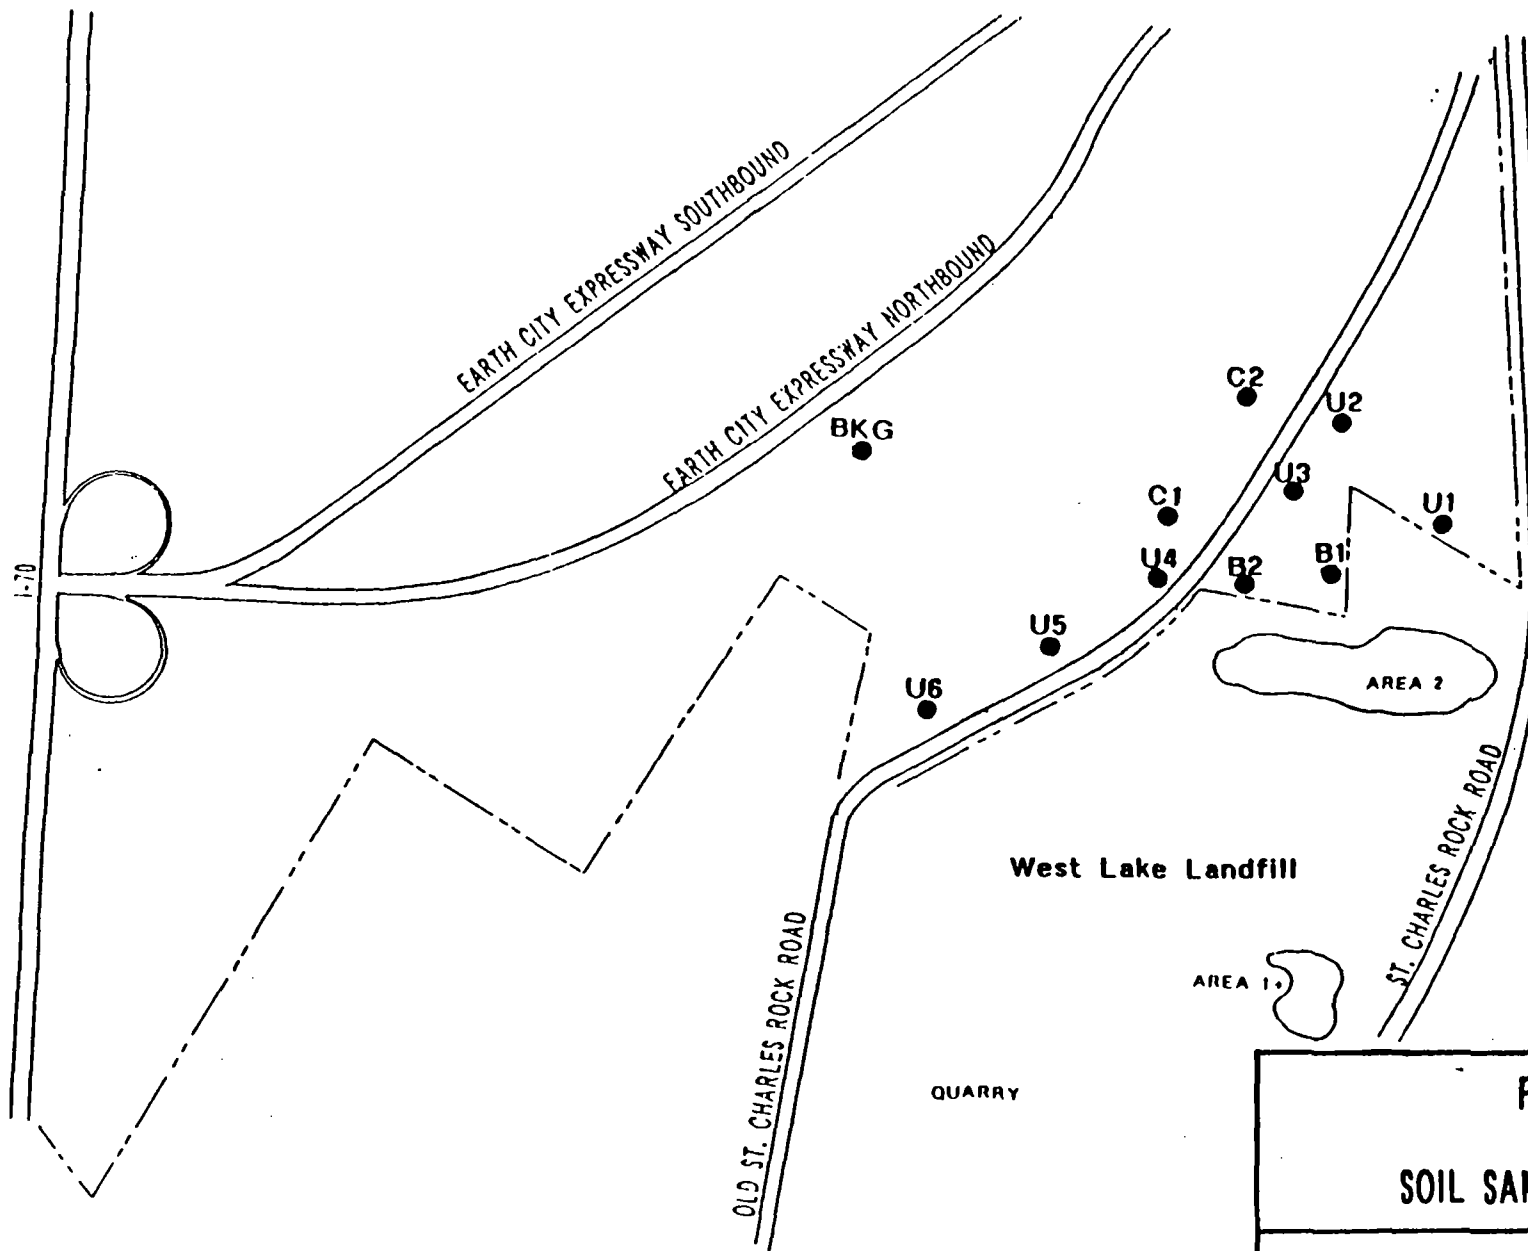 EARTH CITY EXPRESSWAY SOUTHBOUND
EARTH CITY EXPRESSWAY NORTHBOUND
C2
U2
BKG
U3
C1
U1
U4
B2
B1
I-70
U5
AREA 2
U6
ST. CHARLES ROCK ROAD
West Lake Landfill
OLD ST. CHARLES ROCK ROAD
AREA 1
QUARRY
SOIL